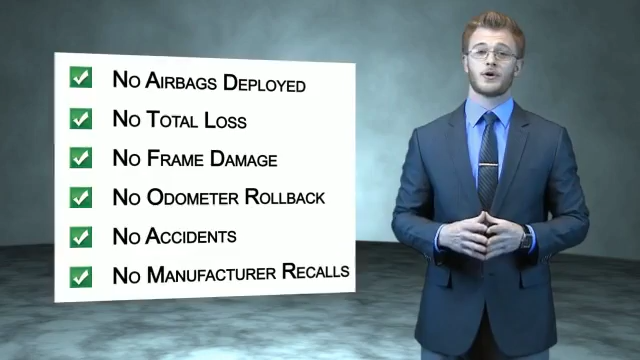 No Airbags Deployed
No Total Loss
No Frame Damage
No Odometer Rollback
No Accidents
No Manufacturer Recalls